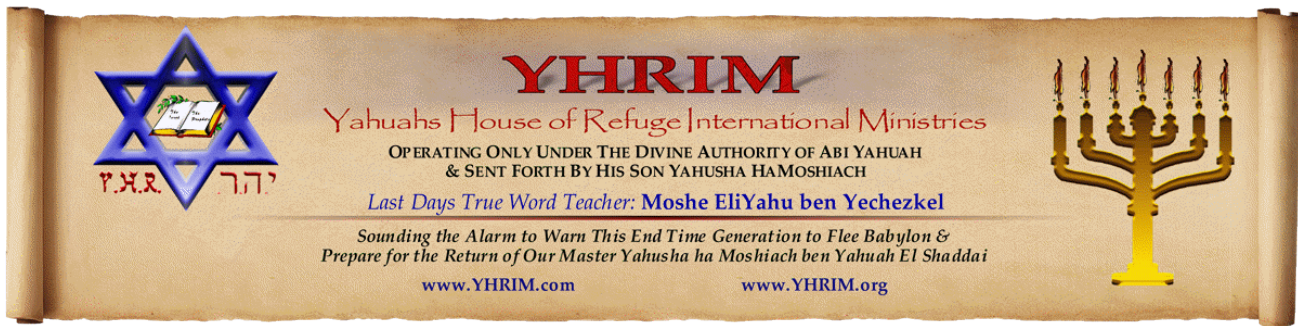 YHRIM
Yahuahs House of Refuge International Ministries
OPERATING ONLY UNDER THE DIVINE AUTHORITY OF ABI YAHUAH
& SENT FORTH BY HIS SON YAHUSHA HAMOSHIACH
Last Days True Word Teacher: Moshe EliYahu ben Yechezkel
Sounding the Alarm to Warn This End Time Generation to Flee Babylon &
Prepare for the Return of Our Master Yahusha ha Moshiach ben Yahuah El Shaddai
www.YHRIM.com www.YHRIM.org
Y.H.R. י.ה.ר.